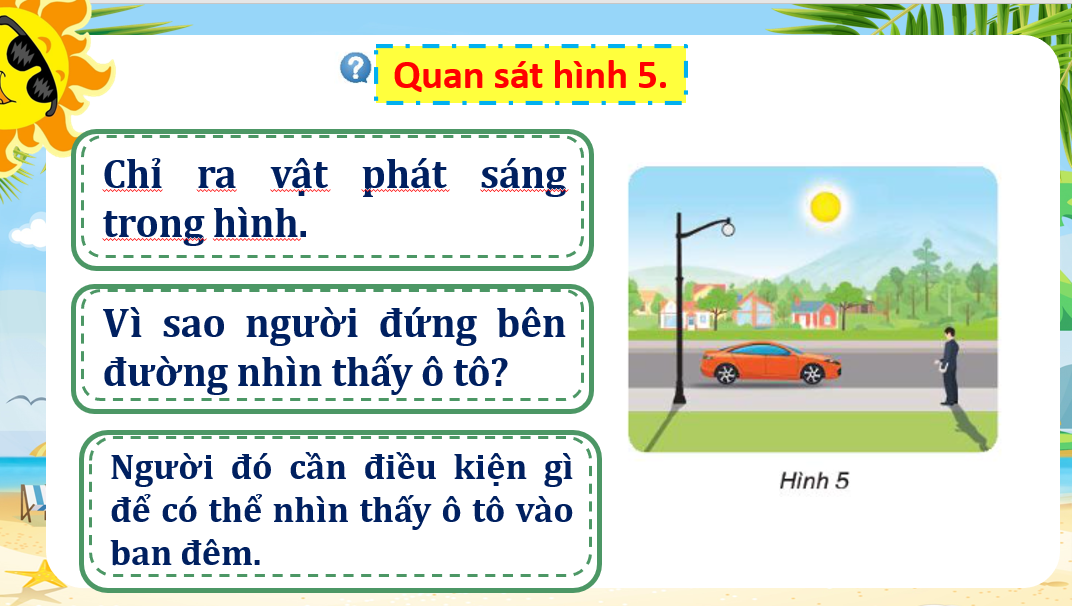 ?
Quan sát hình 5.
Chỉ ra vật phát sáng
trong hình.
Vì sao người đứng bên
đường nhìn thấy ô tô?
Người đó cần điều kiện gì
để có thể nhìn thấy ô tô vào
ban đêm.
Hình 5